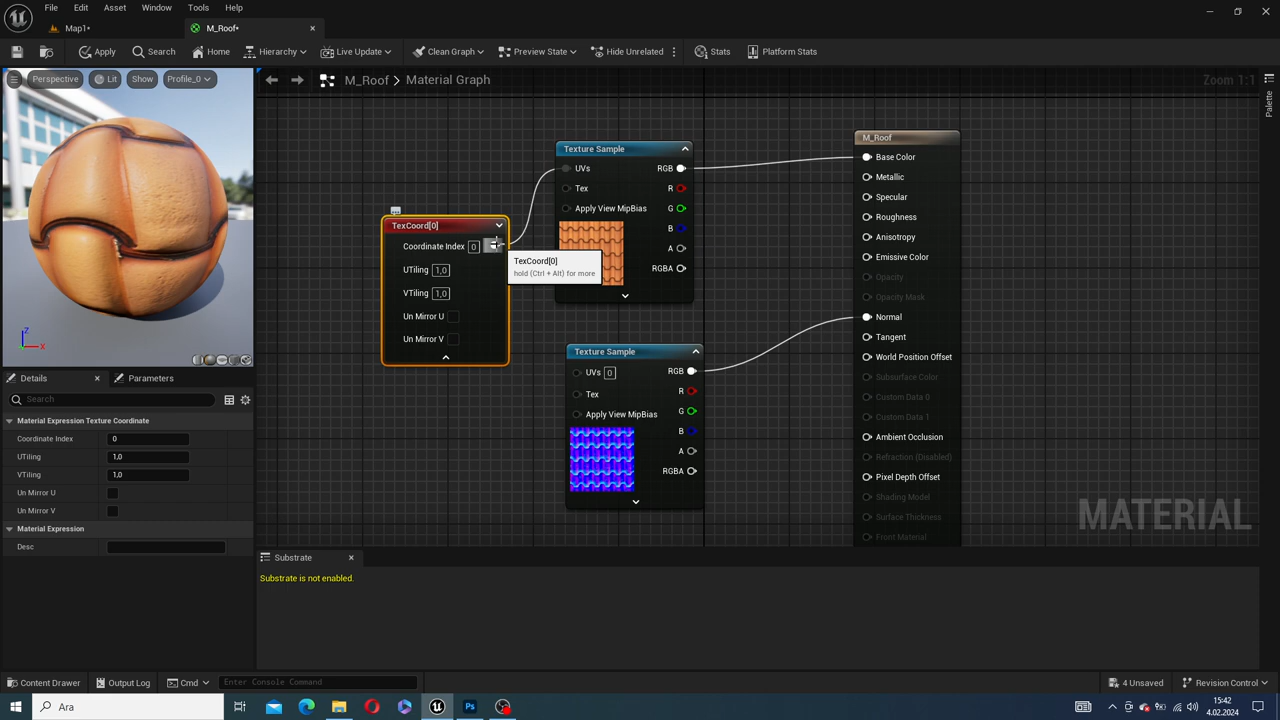 File
Edit
Asset
Window
Tools
Help
Map1*
M_Roof*
Apply
Search
Home
Hierarchy
Live Update
Clean Graph
Preview State
Hide Unrelated
Stats
Platform Stats
Perspective
Lit
Show
Profile_0
M_Roof > Material Graph
Zoom 1:1
Palette
Z
X
TexCoord[0]
Coordinate Index 0
UTiling 1,0
VTiling 1,0
Un Mirror U
Un Mirror V
TexCoord[0]
hold (Ctrl + Alt) for more
Texture Sample
UVs
RGB
Tex
R
Apply View MipBias
G
B
A
RGBA
Texture Sample
UVs 0
RGB
Tex
R
Apply View MipBias
G
B
A
RGBA
M_Roof
Base Color
Metallic
Specular
Roughness
Anisotropy
Emissive Color
Opacity
Opacity Mask
Normal
Tangent
World Position Offset
Subsurface Color
Custom Data 0
Custom Data 1
Ambient Occlusion
Refraction (Disabled)
Pixel Depth Offset
Shading Model
Surface Thickness
Front Material
MATERIAL
Details
Parameters
Search
Material Expression Texture Coordinate
Coordinate Index 0
UTiling 1,0
VTiling 1,0
Un Mirror U
Un Mirror V
Material Expression
Desc
Substrate
Substrate is not enabled.
Content Drawer
Output Log
Cmd
Enter Console Command
4 Unsaved
Revision Control
Ara
Ps
15:42
4.02.2024